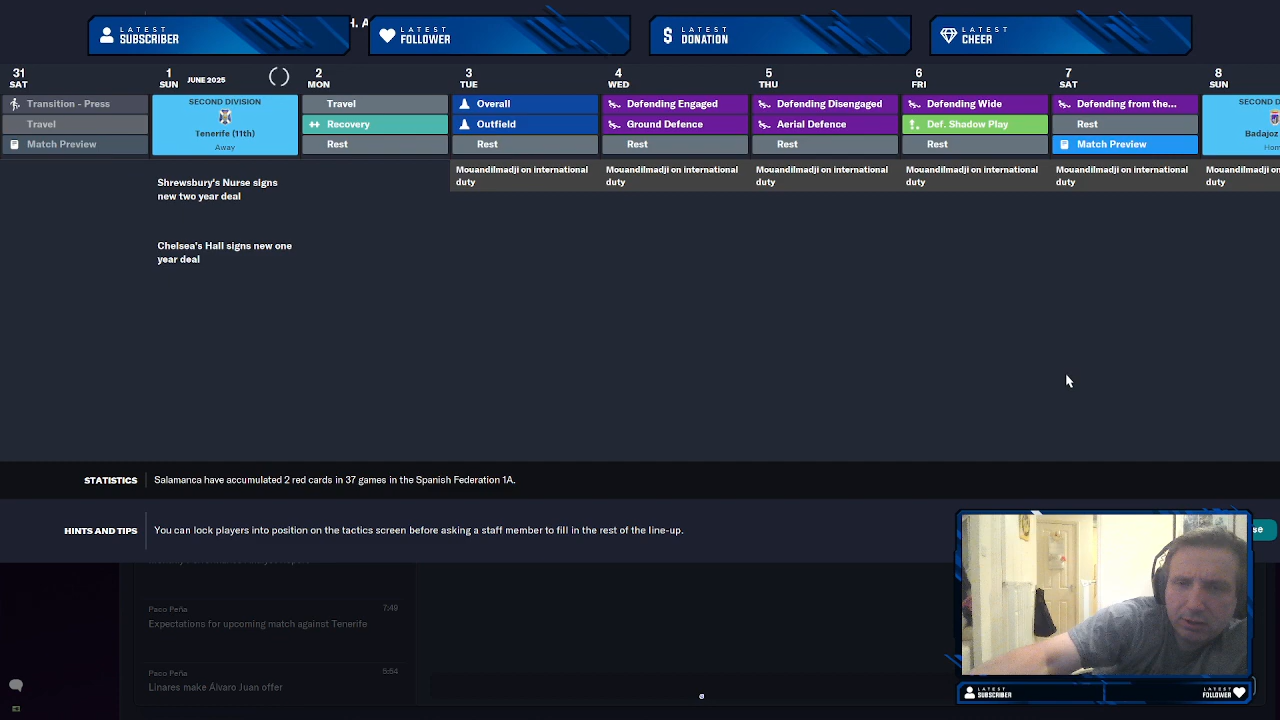 H. A
LATEST
SUBSCRIBER
LATEST
FOLLOWER
LATEST
DONATION
LATEST
CHEER
31
SAT
1
SUN
JUNE 2025
2
MON
3
TUE
4
WED
5
THU
6
FRI
7
SAT
8
SUN
Transition - Press
Travel
Match Preview
SECOND DIVISION
Tenerife (11th)
Away
Travel
Recovery
Rest
Overall
Outfield
Rest
Defending Engaged
Ground Defence
Rest
Defending Disengaged
Aerial Defence
Rest
Defending Wide
Def. Shadow Play
Rest
Defending from the...
Rest
Match Preview
SECOND D
Badajoz
Hom
Shrewsbury's Nurse signs
new two year deal
Chelsea's Hall signs new one
year deal
Mouandilmadji on international
duty
Mouandilmadji on international
duty
Mouandilmadji on international
duty
Mouandilmadji on international
duty
Mouandilmadji on international
duty
Mouandilmadji on international
duty
STATISTICS
Salamanca have accumulated 2 red cards in 37 games in the Spanish Federation 1A.
HINTS AND TIPS
You can lock players into position on the tactics screen before asking a staff member to fill in the rest of the line-up.
se
Paco Peña
7:49
Expectations for upcoming match against Tenerife
Paco Peña
5:54
Linares make Álvaro Juan offer
LATEST
SUBSCRIBER
LATEST
FOLLOWER